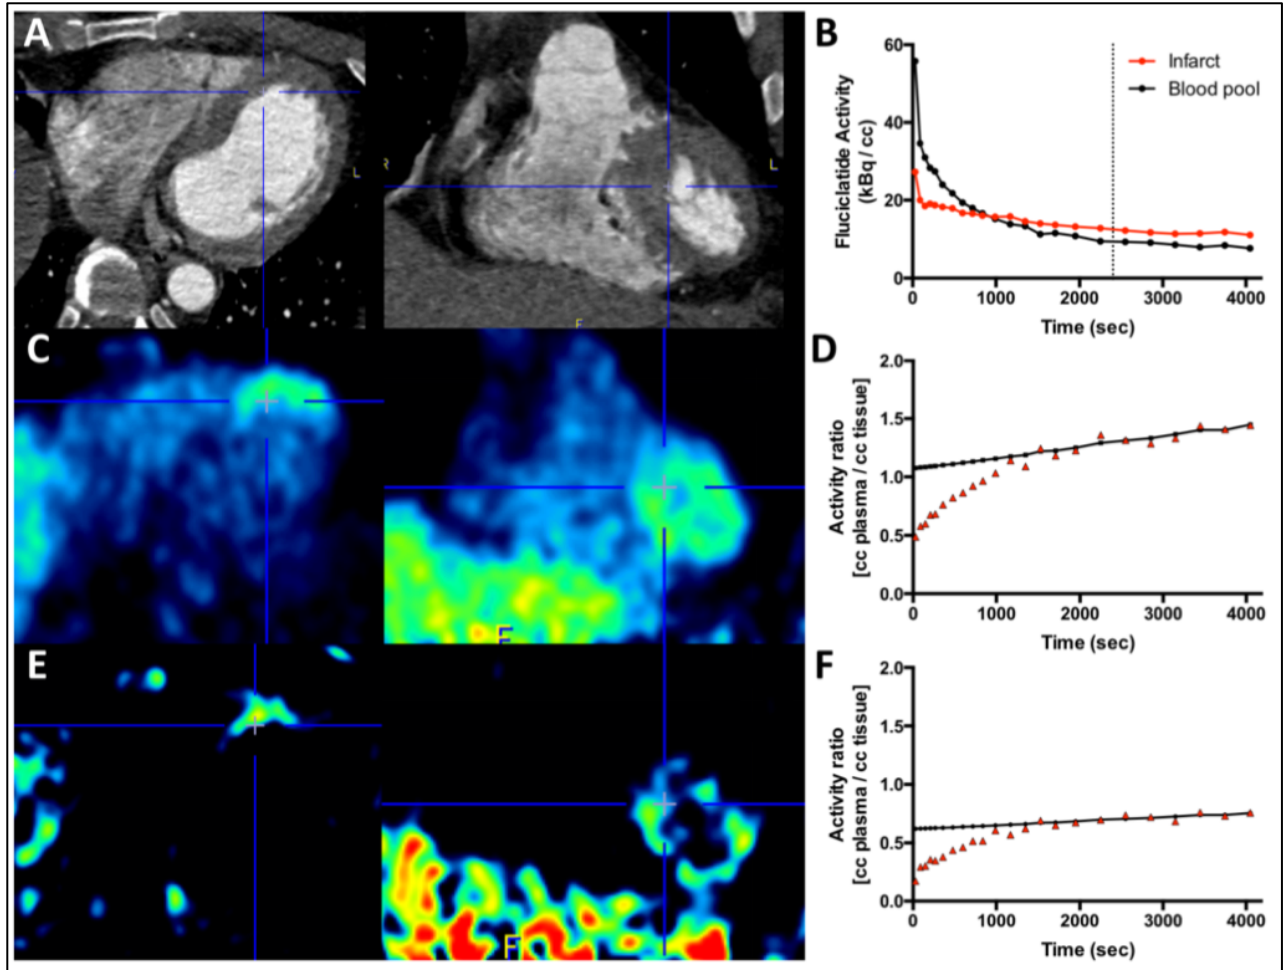 A
R
L
L
F
B
60
40
20
0
Fluciclatide Activity
(kBq / cc)
Infarct
Blood pool
0 1000 2000 3000 4000
Time (sec)
C
F
D
2.0
1.5
1.0
0.5
0.0
Activity ratio
[cc plasma / cc tissue]
0 1000 2000 3000 4000
Time (sec)
E
F
F
2.0
1.5
1.0
0.5
0.0
Activity ratio
[cc plasma / cc tissue]
0 1000 2000 3000 4000
Time (sec)